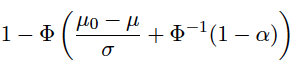 1 − Φ ( (μ₀ − μ)/σ + Φ⁻¹(1 − α) )